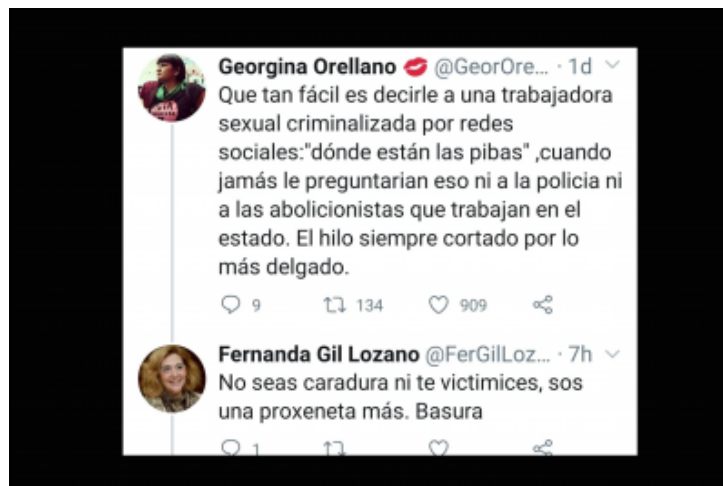 Georgina Orellano 💋 @GeorOre... · 1d
Que tan fácil es decirle a una trabajadora
sexual criminalizada por redes
sociales:"dónde están las pibas" ,cuando
jamás le preguntarian eso ni a la policia ni
a las abolicionistas que trabajan en el
estado. El hilo siempre cortado por lo
más delgado.
9 134 909
Fernanda Gil Lozano @FerGilLoz... · 7h
No seas caradura ni te victimices, sos
una proxeneta más. Basura
1